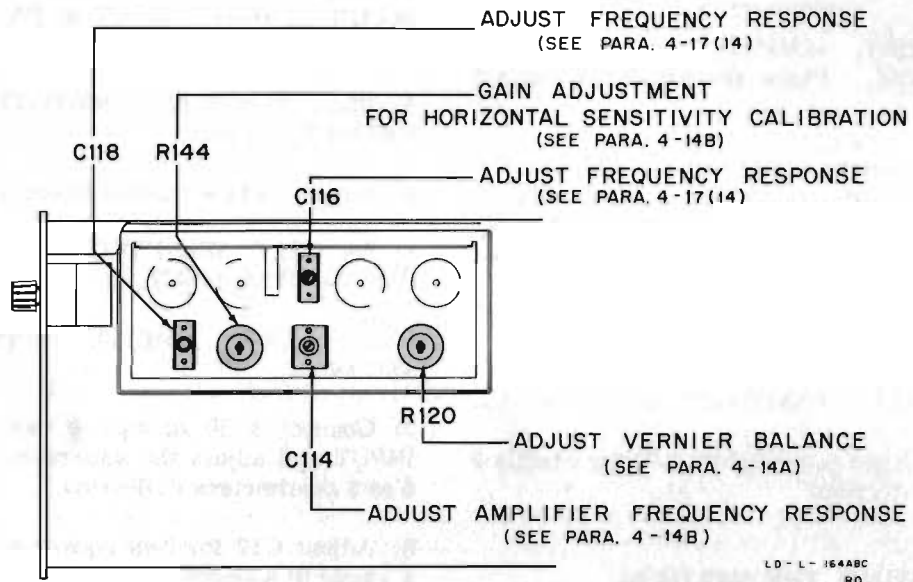 ADJUST FREQUENCY RESPONSE
(SEE PARA. 4-17(14)
GAIN ADJUSTMENT
FOR HORIZONTAL SENSITIVITY CALIBRATION
(SEE PARA. 4-14B)
C118 R144
ADJUST FREQUENCY RESPONSE
(SEE PARA. 4-17(14)
C116
R120
ADJUST VERNIER BALANCE
(SEE PARA. 4-14A)
C114
ADJUST AMPLIFIER FREQUENCY RESPONSE
(SEE PARA. 4-14B)
LD-L-164ABC